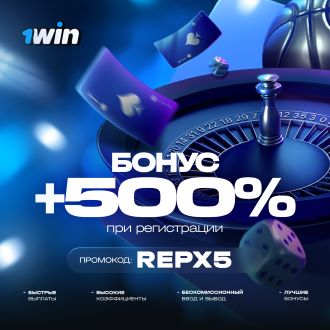 1win
БОНУС
+500%
при регистрации
ПРОМОКОД: REPX5
- БЫСТРЫЕ
ВЫПЛАТЫ
- ВЫСОКИЕ
КОЭФФИЦИЕНТЫ
- БЕСКОМИССИОННЫЙ
ВВОД И ВЫВОД
- ЛУЧШИЕ
БОНУСЫ